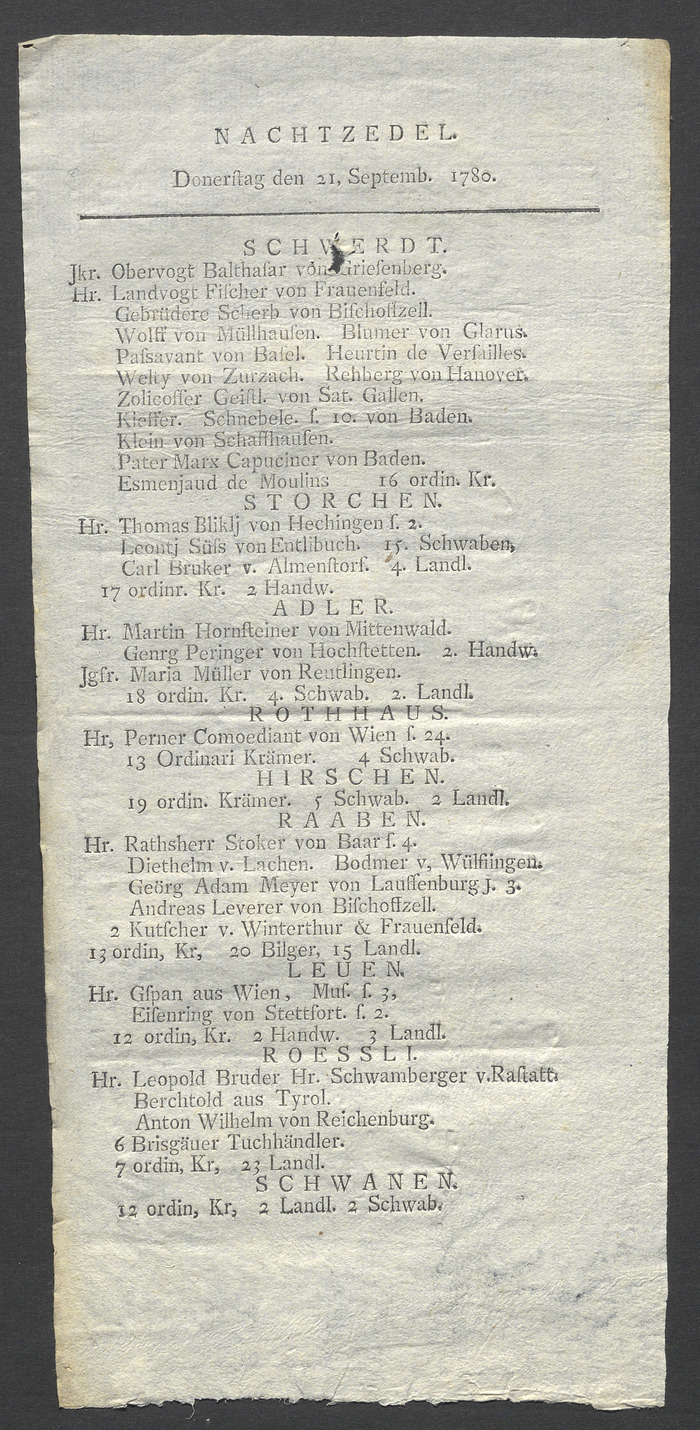 NACHTZEDEL.
Donerſtag den 21, Septemb. 1780.
SCHWERDT.
Jkr. Obervogt Balthaſar von Grieſenberg.
Hr. Landvogt Fiſcher von Frauenfeld.
Gebrüdere Scherb von Biſchoffzell.
Wolff von Müllhauſen. Blumer von Glarus.
Paſsavant von Baſel. Heurtin de Verſailles.
Welty von Zurzach. Rehberg von Hanover.
Zolicoffer Geiſtl. von Sat. Gallen.
Kleffer. Schnebele. ſ. 10. von Baden.
Klein von Schaffhauſen.
Pater Marx Capuciner von Baden.
Esmenjaud de Moulins 16 ordin. Kr.
STORCHEN.
Hr. Thomas Bliklj von Hechingen ſ. 2.
Leontj Süſs von Entlibuch. 15. Schwaben,
Carl Bruker v. Almenſtorf. 4. Landl.
17 ordinr. Kr. 2 Handw.
ADLER.
Hr. Martin Hornſteiner von Mittenwald.
Genrg Peringer von Hochſtetten. 2. Handw.
Jgfr. Maria Müller von Reutlingen.
18 ordin. Kr. 4. Schwab. 2. Landl.
ROTHHAUS.
Hr, Perner Comoediant von Wien ſ. 24.
13 Ordinari Krämer. 4 Schwab.
HIRSCHEN.
19 ordin. Krämer. 5 Schwab. 2 Landl.
RAABEN.
Hr. Rathsherr Stoker von Baar ſ. 4.
Diethelm v. Lachen. Bodmer v, Wülflingen.
Geörg Adam Meyer von Lauffenburg J. 3.
Andreas Leverer von Biſchoffzell.
2 Kutſcher v. Winterthur & Frauenfeld.
13 ordin, Kr, 20 Bilger, 15 Landl.
LEUEN.
Hr. Gſpan aus Wien, Muſ. ſ. 3,
Eiſenring von Stettfort. ſ. 2.
12 ordin, Kr. 2 Handw. 3 Landl.
ROESSLI.
Hr. Leopold Bruder Hr. Schwamberger v.Raſtatt.
Berchtold aus Tyrol.
Anton Wilhelm von Reichenburg.
6 Brisgäuer Tuchhändler.
7 ordin, Kr, 23 Landl.
SCHWANEN.
12 ordin, Kr, 2 Landl. 2 Schwab.